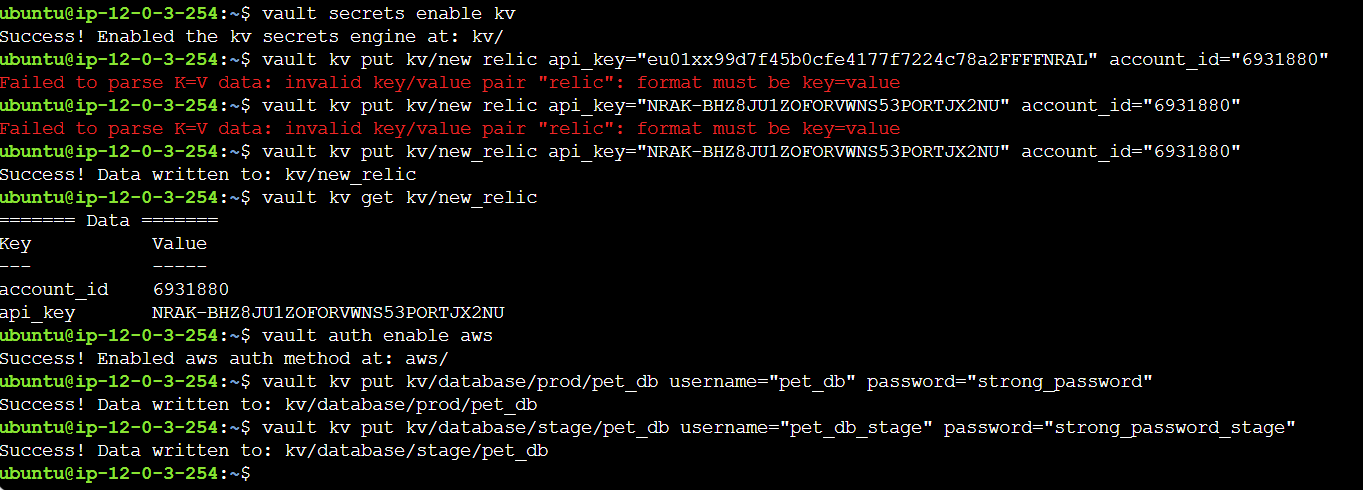 ubuntu@ip-12-0-3-254:~$ vault secrets enable kv
Success! Enabled the kv secrets engine at: kv/
ubuntu@ip-12-0-3-254:~$ vault kv put kv/new relic api_key="eu01xx99d7f45b0cfe4177f7224c78a2FFFFNRAL" account_id="6931880"
Failed to parse K=V data: invalid key/value pair "relic": format must be key=value
ubuntu@ip-12-0-3-254:~$ vault kv put kv/new relic api_key="NRAK-BHZ8JU1ZOFORVWNS53PORTJX2NU" account_id="6931880"
Failed to parse K=V data: invalid key/value pair "relic": format must be key=value
ubuntu@ip-12-0-3-254:~$ vault kv put kv/new_relic api_key="NRAK-BHZ8JU1ZOFORVWNS53PORTJX2NU" account_id="6931880"
Success! Data written to: kv/new_relic
ubuntu@ip-12-0-3-254:~$ vault kv get kv/new_relic
======= Data =======
Key           Value
---           -----
account_id    6931880
api_key       NRAK-BHZ8JU1ZOFORVWNS53PORTJX2NU
ubuntu@ip-12-0-3-254:~$ vault auth enable aws
Success! Enabled aws auth method at: aws/
ubuntu@ip-12-0-3-254:~$ vault kv put kv/database/prod/pet_db username="pet_db" password="strong_password"
Success! Data written to: kv/database/prod/pet_db
ubuntu@ip-12-0-3-254:~$ vault kv put kv/database/stage/pet_db username="pet_db_stage" password="strong_password_stage"
Success! Data written to: kv/database/stage/pet_db
ubuntu@ip-12-0-3-254:~$